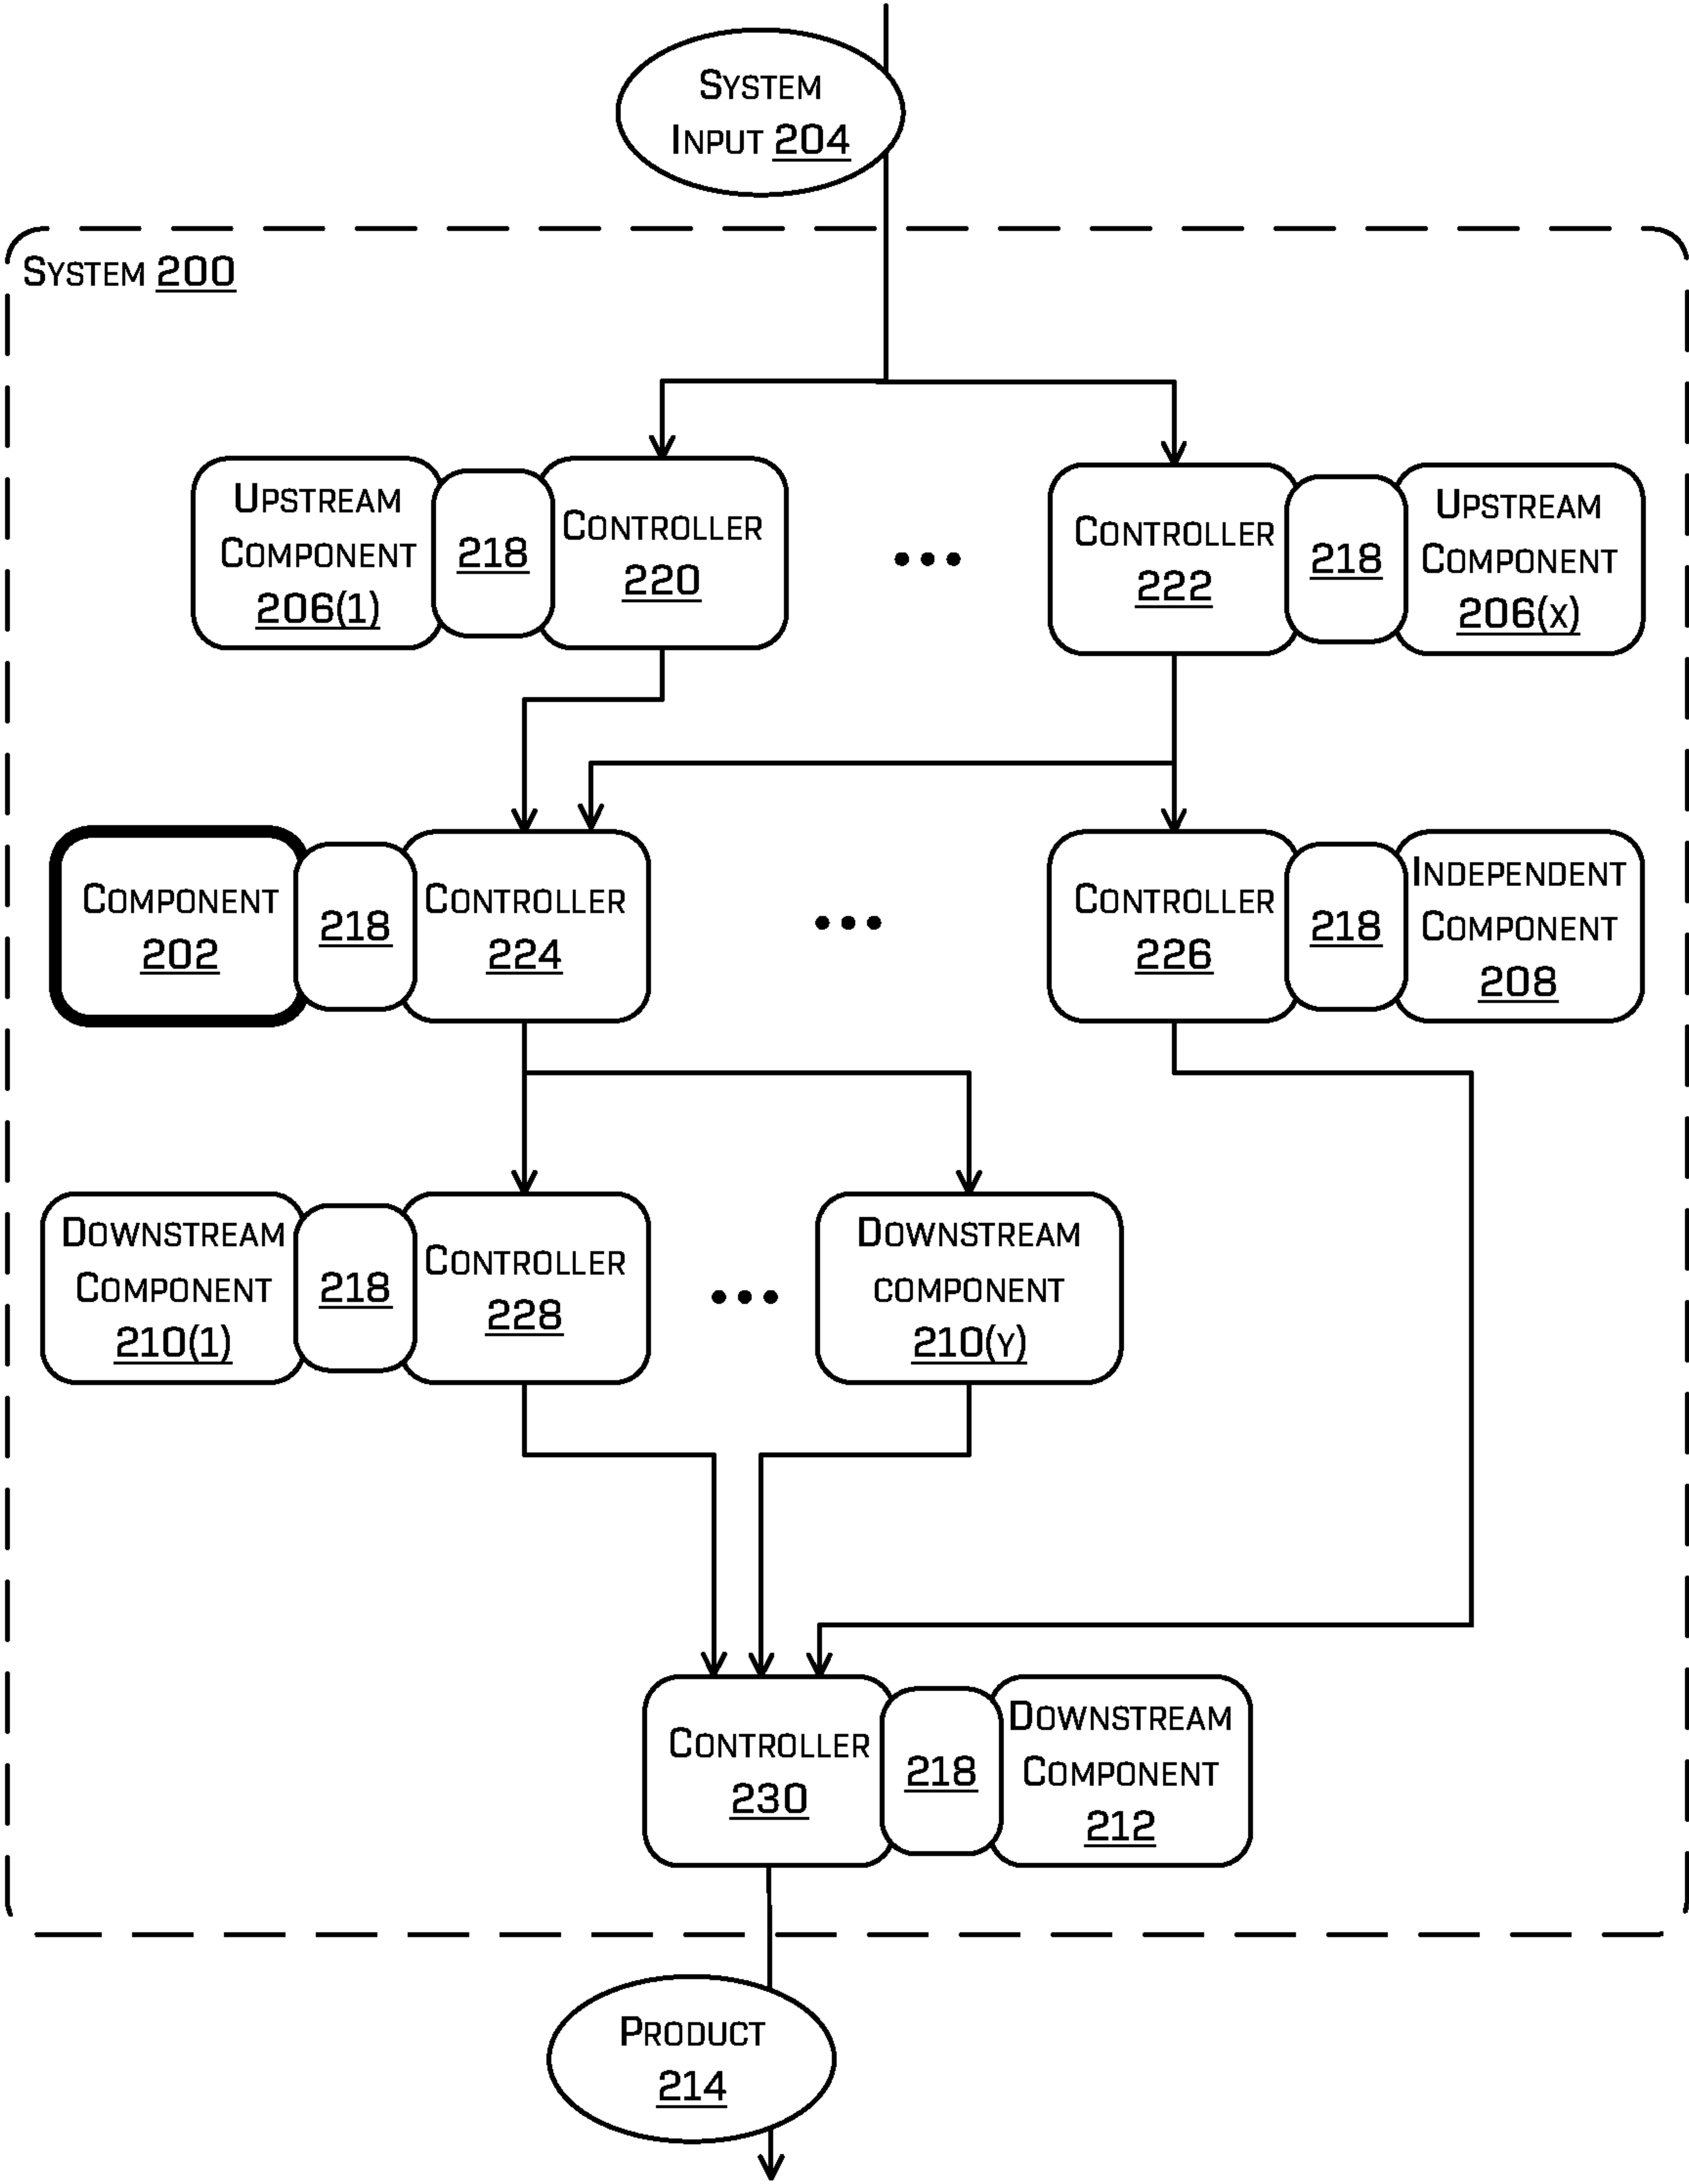 System
Input 204
System 200
Upstream
Component
206(1)
218
Controller
220
Controller
222
218
Upstream
Component
206(x)
Component
202
218
Controller
224
Controller
226
218
Independent
Component
208
Downstream
Component
210(1)
218
Controller
228
Downstream
component
210(y)
Controller
230
218
Downstream
Component
212
Product
214